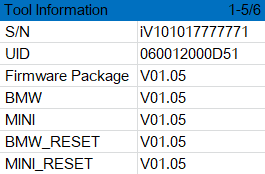 Tool Information 1-5/6
S/N iV101017777771
UID 060012000D51
Firmware Package V01.05
BMW V01.05
MINI V01.05
BMW_RESET V01.05
MINI_RESET V01.05